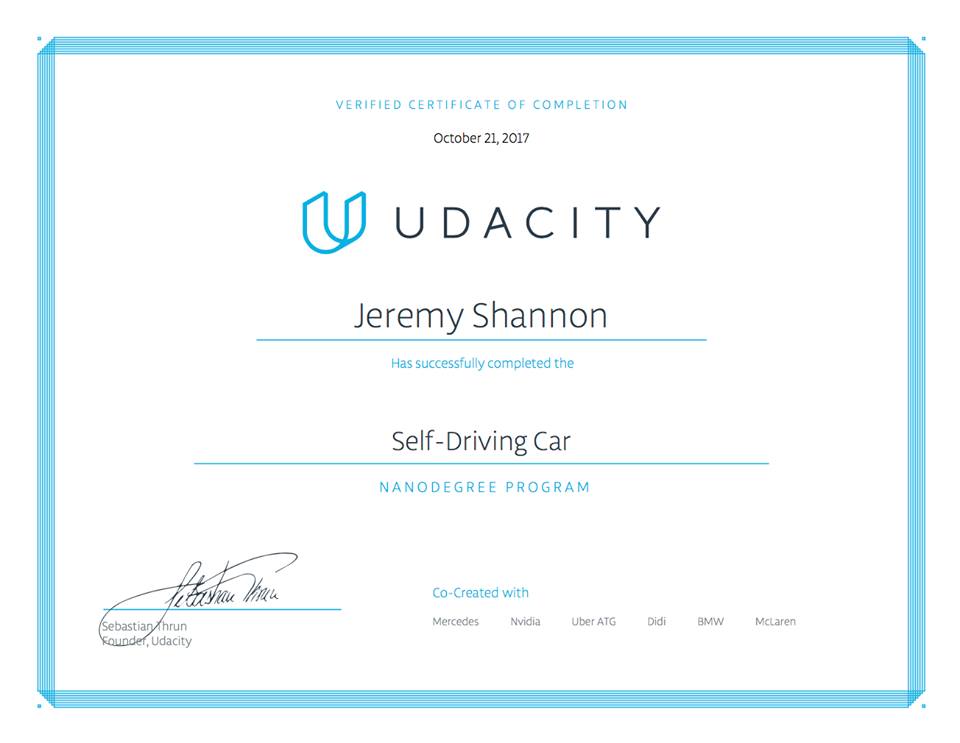 VERIFIED CERTIFICATE OF COMPLETION
October 21, 2017
UDACITY
Jeremy Shannon
Has successfully completed the
Self-Driving Car
NANODEGREE PROGRAM
Sebastian Thrun
Sebastian Thrun
Founder, Udacity
Co-Created with
Mercedes Nvidia Uber ATG Didi BMW McLaren